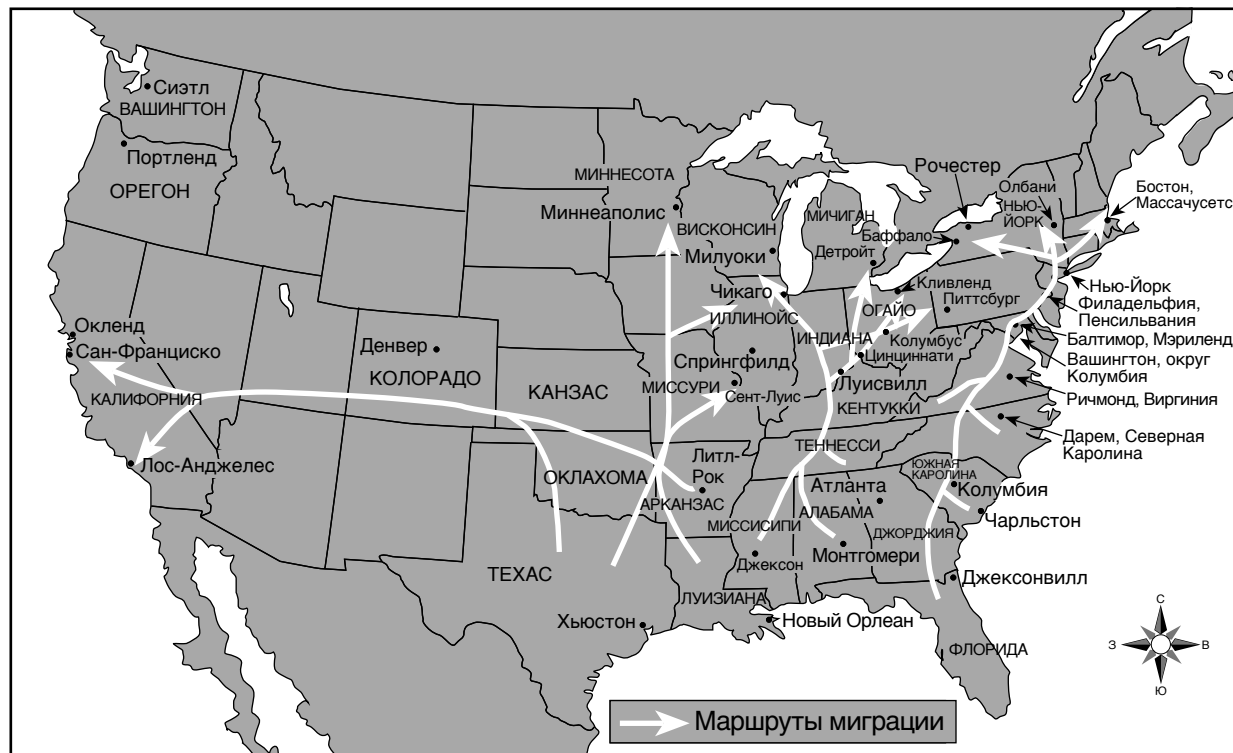 Сиэтл
ВАШИНГТОН
Портленд
ОРЕГОН
МИННЕСОТА
Миннеаполис
ВИСКОНСИН
Милуоки
МИЧИГАН
Детройт
Рочестер
Олбани
НЬЮ-
ЙОРК
Баффало
Бостон,
Массачусетс
Окленд
Сан-Франциско
КАЛИФОРНИЯ
Лос-Анджелес
Денвер
КОЛОРАДО
КАНЗАС
Чикаго
ИЛЛИНОЙС
Спрингфилд
МИССУРИ
Сент-Луис
ИНДИАНА
ОГАЙО
Кливленд
Питтсбург
Колумбус
Цинциннати
Луисвилл
КЕНТУККИ
Нью-Йорк
Филадельфия,
Пенсильвания
Балтимор, Мэриленд
Вашингтон, округ
Колумбия
Ричмонд, Виргиния
Дарем, Северная
Каролина
ТЕННЕССИ
ОКЛАХОМА
Литл-
Рок
АРКАНЗАС
МИССИСИПИ
Атланта
АЛАБАМА
ЮЖНАЯ
КАРОЛИНА
Колумбия
Чарльстон
ДЖОРДЖИЯ
Джексон
Монтгомери
ТЕХАС
ЛУИЗИАНА
Джексонвилл
Хьюстон
Новый Орлеан
ФЛОРИДА
С
З
В
Ю
Маршруты миграции